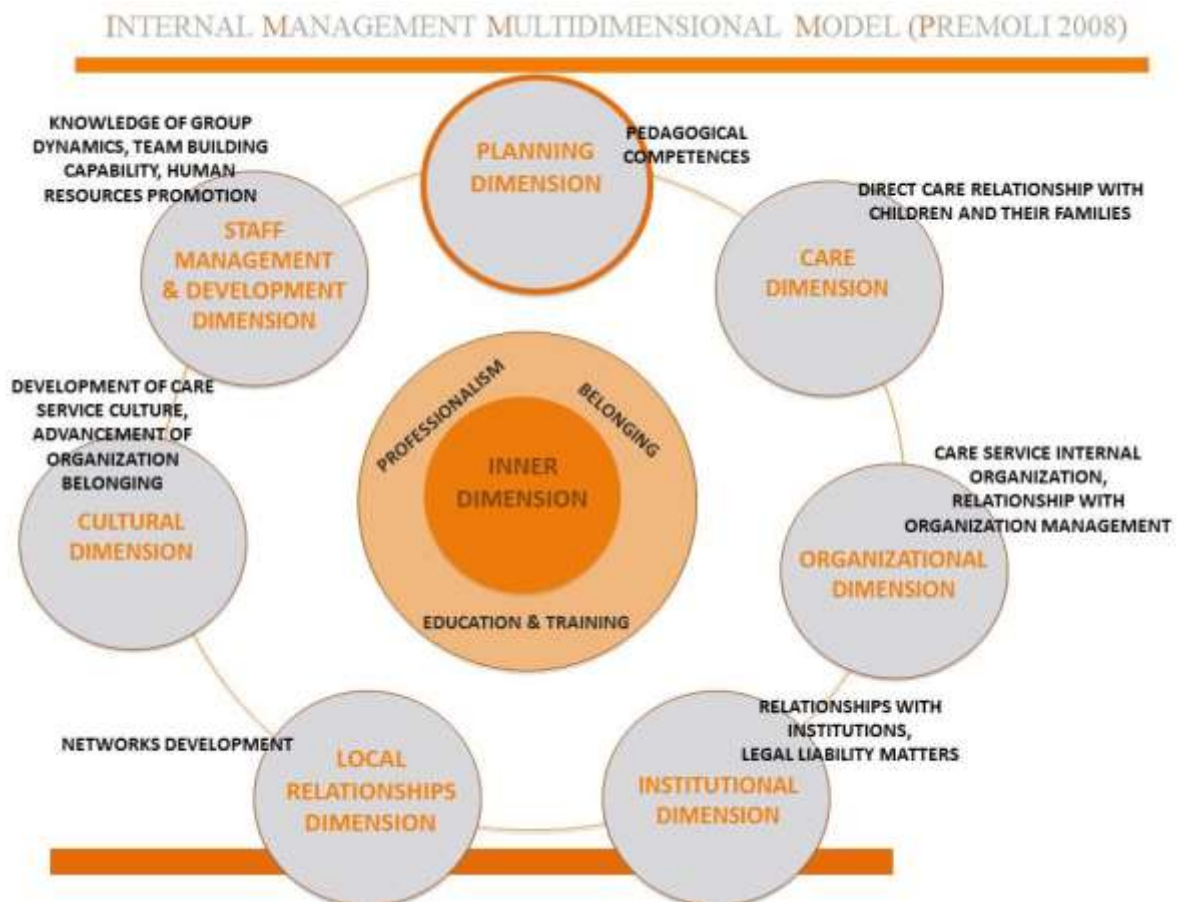 INTERNAL MANAGEMENT MULTIDIMENSIONAL MODEL (PREMOLI 2008)
KNOWLEDGE OF GROUP
DYNAMICS, TEAM BUILDING
CAPABILITY, HUMAN
RESOURCES PROMOTION
STAFF
MANAGEMENT
& DEVELOPMENT
DIMENSION
PLANNING
DIMENSION
PEDAGOGICAL
COMPETENCES
DIRECT CARE RELATIONSHIP WITH
CHILDREN AND THEIR FAMILIES
CARE
DIMENSION
DEVELOPMENT OF CARE
SERVICE CULTURE,
ADVANCEMENT OF
ORGANIZATION
BELONGING
CULTURAL
DIMENSION
PROFESSIONALISM
BELONGING
INNER
DIMENSION
EDUCATION & TRAINING
CARE SERVICE INTERNAL
ORGANIZATION,
RELATIONSHIP WITH
ORGANIZATION MANAGEMENT
ORGANIZATIONAL
DIMENSION
NETWORKS DEVELOPMENT
LOCAL
RELATIONSHIPS
DIMENSION
RELATIONSHIPS WITH
INSTITUTIONS,
LEGAL LIABILITY MATTERS
INSTITUTIONAL
DIMENSION